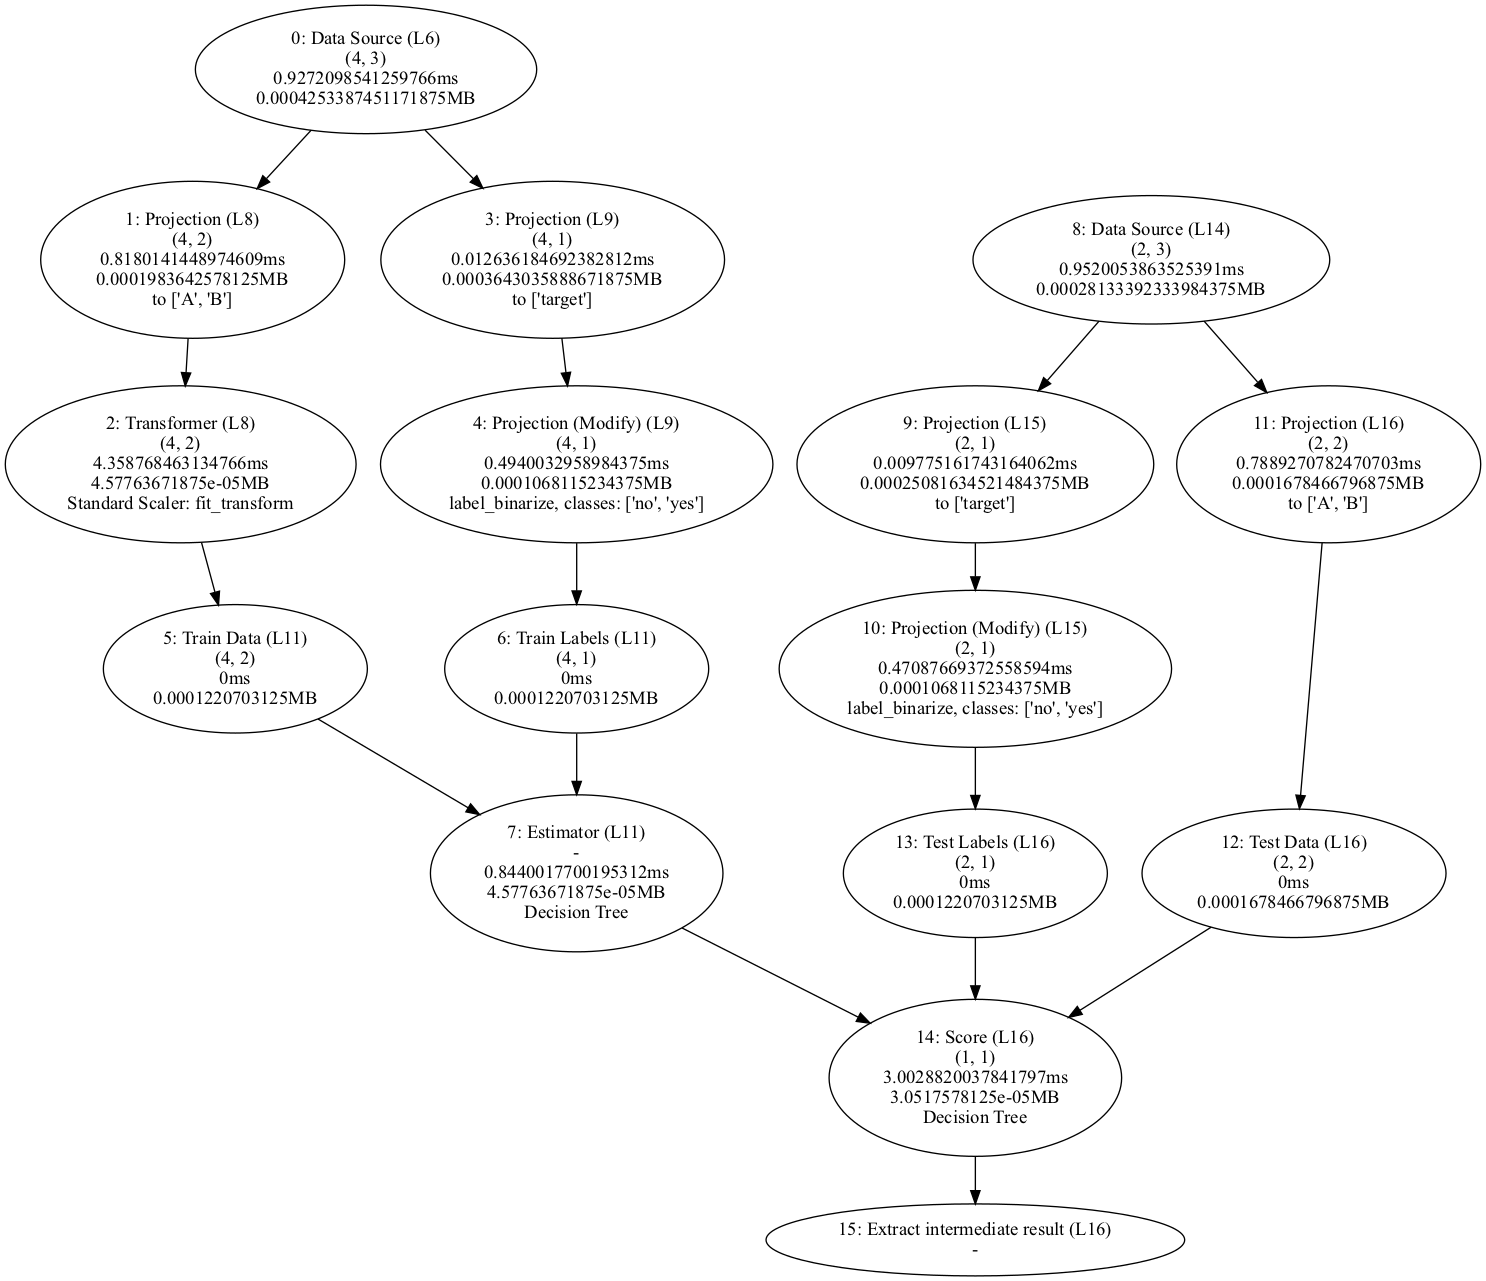 0: Data Source (L6)
(4, 3)
0.9272098541259766ms
0.0004253387451171875MB
1: Projection (L8)
(4, 2)
0.8180141448974609ms
0.0001983642578125MB
to ['A', 'B']
3: Projection (L9)
(4, 1)
0.012636184692382812ms
0.00036430358886​71875MB
to ['target']
8: Data Source (L14)
(2, 3)
0.9520053863525391ms
0.00028133392333984375MB
2: Transformer (L8)
(4, 2)
4.358768463134766ms
4.57763671875e-05MB
Standard Scaler: fit_transform
4: Projection (Modify) (L9)
(4, 1)
0.4940032958984375ms
0.0001068115234375MB
label_binarize, classes: ['no', 'yes']
9: Projection (L15)
(2, 1)
0.009775161743164062ms
0.00025081634521484375MB
to ['target']
11: Projection (L16)
(2, 2)
0.7889270782470703ms
0.0001678466796875MB
to ['A', 'B']
5: Train Data (L11)
(4, 2)
0ms
0.0001220703125MB
6: Train Labels (L11)
(4, 1)
0ms
0.0001220703125MB
10: Projection (Modify) (L15)
(2, 1)
0.47087669372558594ms
0.0001068115234375MB
label_binarize, classes: ['no', 'yes']
7: Estimator (L11)
-
0.8440017700195312ms
4.57763671875e-05MB
Decision Tree
13: Test Labels (L16)
(2, 1)
0ms
0.0001220703125MB
12: Test Data (L16)
(2, 2)
0ms
0.0001678466796875MB
14: Score (L16)
(1, 1)
3.0028820037841797ms
3.0517578125e-05MB
Decision Tree
15: Extract intermediate result (L16)
-